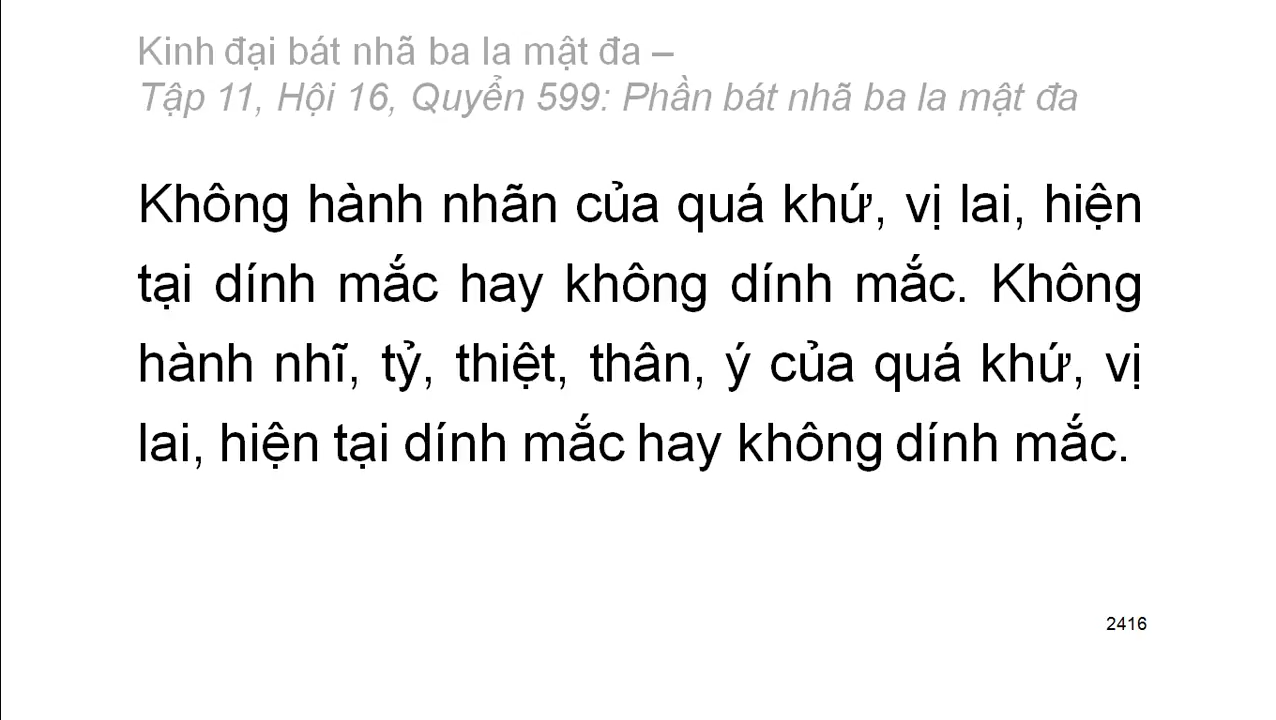 Kinh đại bát nhã ba la mật đa –
Tập 11, Hội 16, Quyển 599: Phần bát nhã ba la mật đa
Không hành nhãn của quá khứ, vị lai, hiện
tại dính mắc hay không dính mắc. Không
hành nhĩ, tỷ, thiệt, thân, ý của quá khứ, vị
lai, hiện tại dính mắc hay không dính mắc.
2416